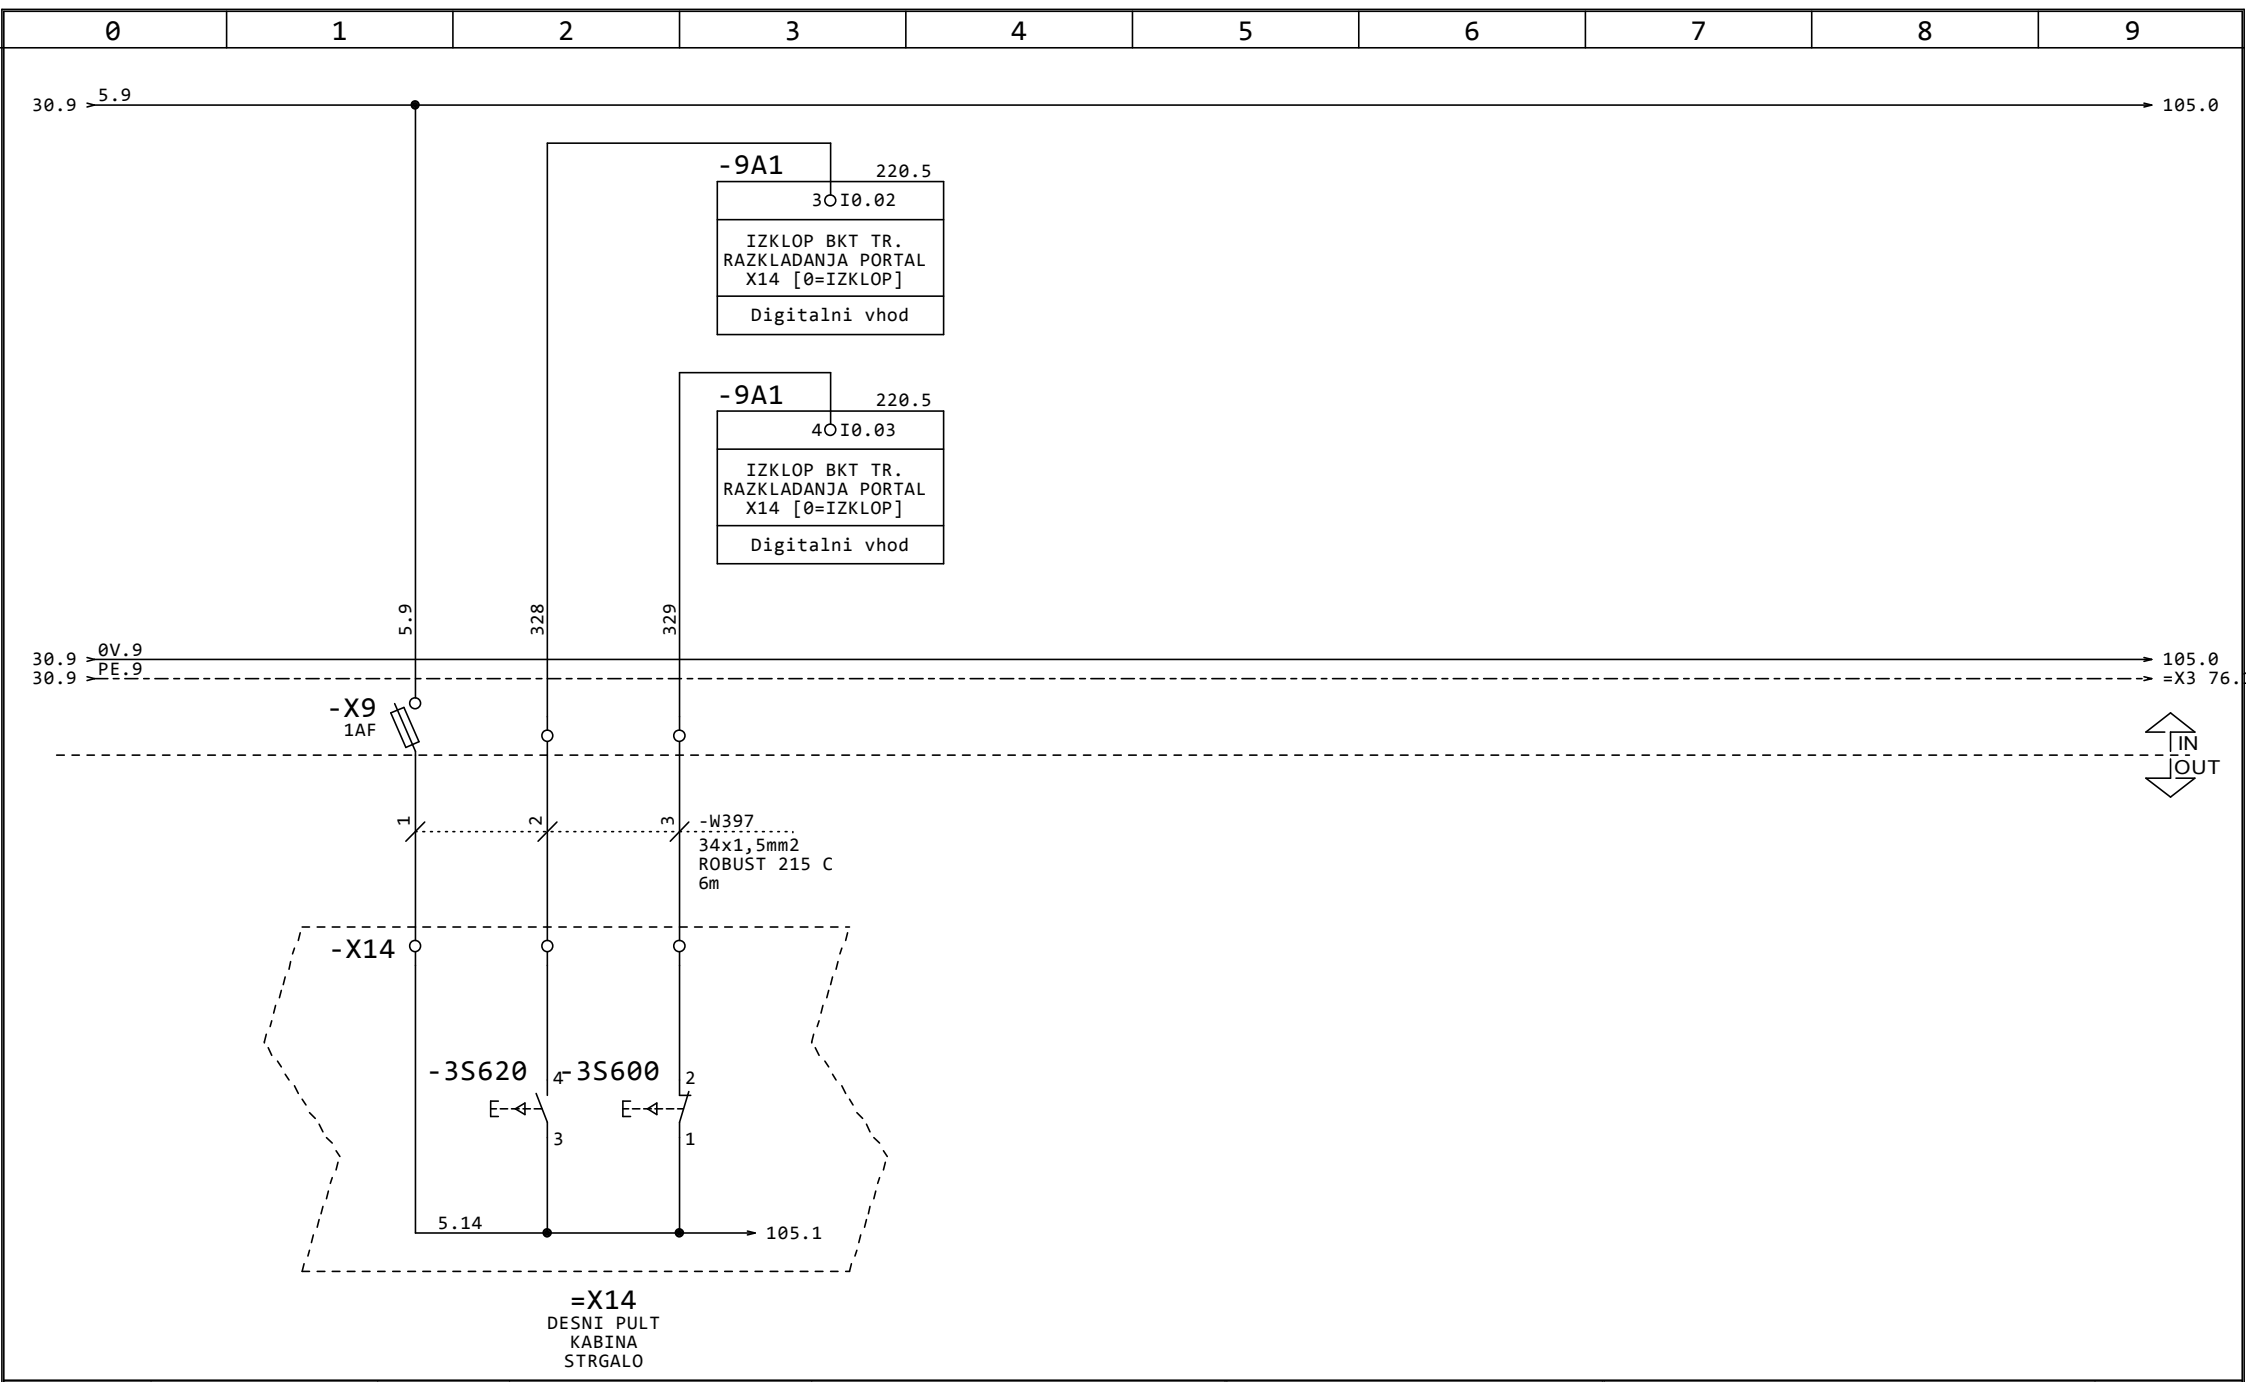 0 1 2 3 4 5 6 7 8 9
30.9 5.9 105.0
-9A1 220.5
3 I0.02
IZKLOP BKT TR.
RAZKLADANJA PORTAL
X14 [0=IZKLOP]
Digitalni vhod
-9A1 220.5
4 I0.03
IZKLOP BKT TR.
RAZKLADANJA PORTAL
X14 [0=IZKLOP]
Digitalni vhod
5.9 328 329
30.9 0V.9 105.0
30.9 PE.9 =X3 76.
-X9
1AF
IN
OUT
1 2 3 -W397
34x1,5mm2
ROBUST 215 C
6m
-X14
-3S620 4 -3S600 2
3 1
5.14 105.1
=X14
DESNI PULT
KABINA
STRGALO